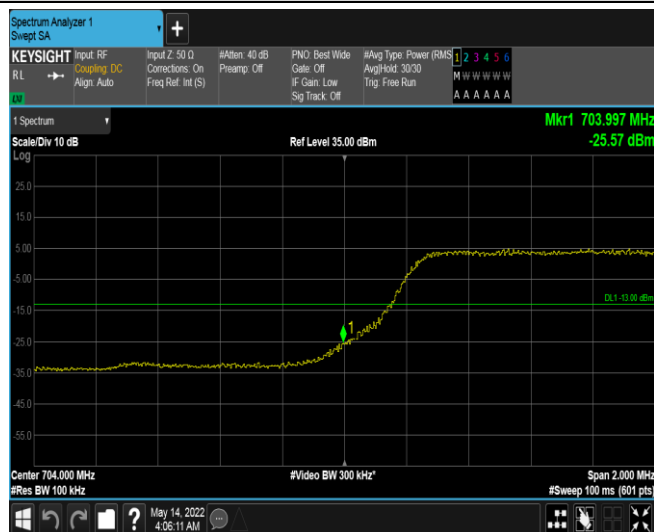 Spectrum Analyzer 1
Swept SA
+
KEYSIGHT
RL
LXI
Input: RF
Coupling: DC
Align: Auto
Input Z: 50 Ω
Corrections: On
Freq Ref: Int (S)
#Atten: 40 dB
Preamp: Off
PNO: Best Wide
Gate: Off
IF Gain: Low
Sig Track: Off
#Avg Type: Power (RMS
Avg|Hold: 30/30
Trig: Free Run
1 2 3 4 5 6
M W W W W W
A A A A A A
1 Spectrum
Mkr1 703.997 MHz
-25.57 dBm
Scale/Div 10 dB
Ref Level 35.00 dBm
Log
25.0
15.0
5.00
-5.00
DL1 -13.00 dBm
-15.0
1
-25.0
-35.0
-45.0
-55.0
Center 704.000 MHz
#Video BW 300 kHz*
Span 2.000 MHz
#Res BW 100 kHz
#Sweep 100 ms (601 pts)
?
May 14, 2022
4:06:11 AM